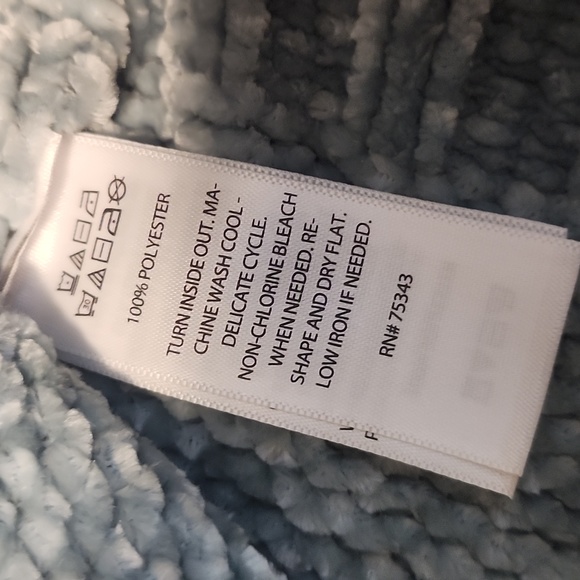 100% POLYESTER
TURN INSIDE OUT. MA-
CHINE WASH COOL -
DELICATE CYCLE.
NON-CHLORINE BLEACH
WHEN NEEDED. RE-
SHAPE AND DRY FLAT.
LOW IRON IF NEEDED.
RN# 75343